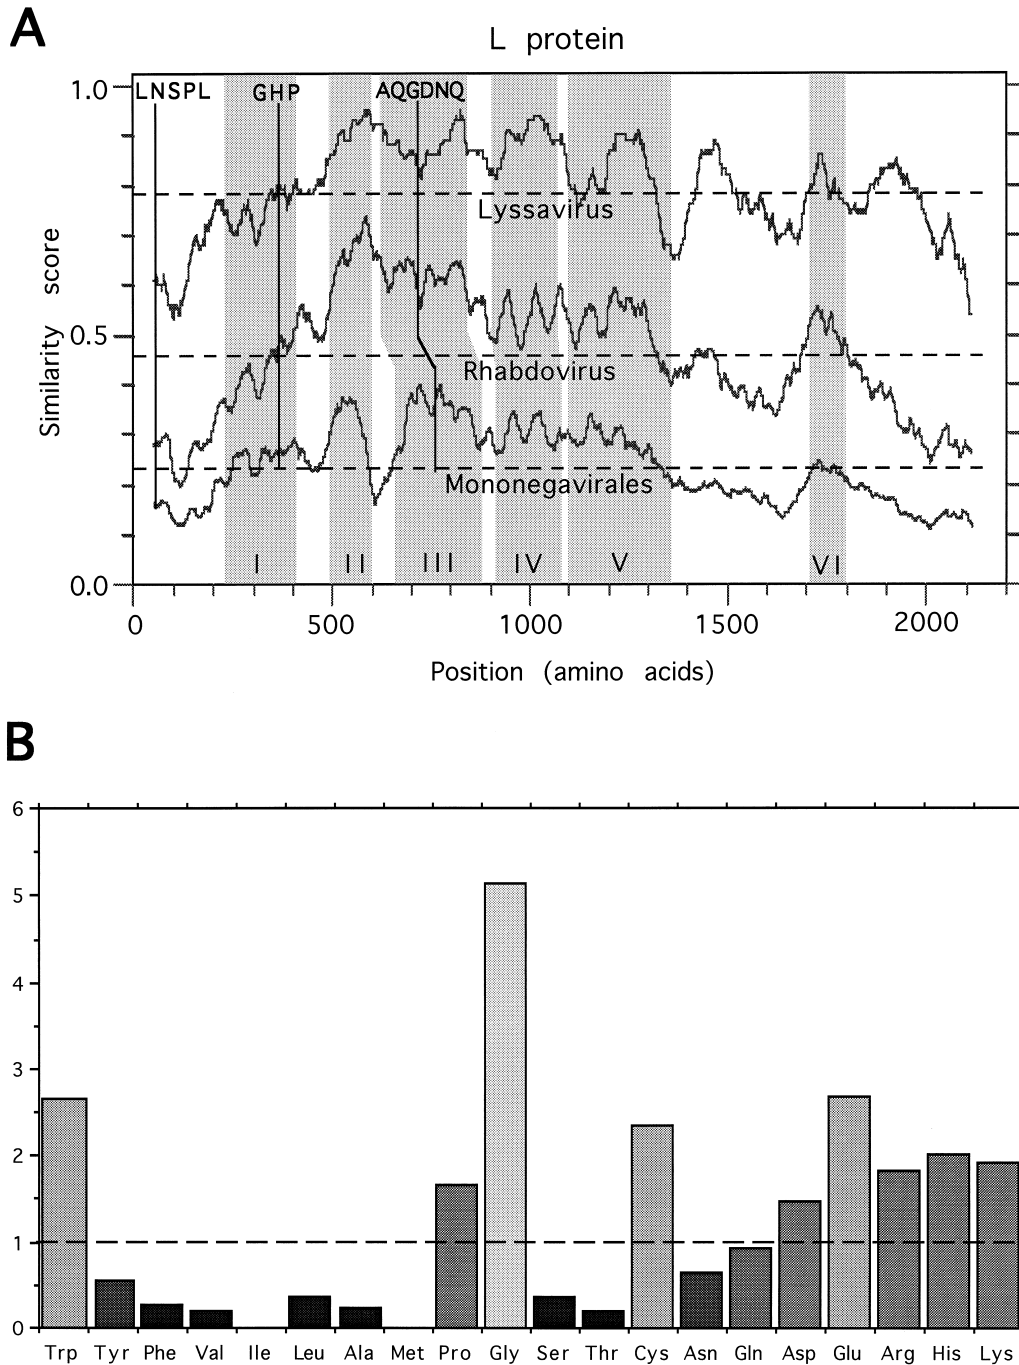 A
L protein
1.0
LNSPL GHP AQGDNQ
Lyssavirus
Similarity score
0.5
Rhabdovirus
Mononegavirales
I II III IV V VI
0.0
0 500 1000 1500 2000
Position (amino acids)
B
6
5
4
3
2
1
0
Trp Tyr Phe Val Ile Leu Ala Met Pro Gly Ser Thr Cys Asn Gln Asp Glu Arg His Lys